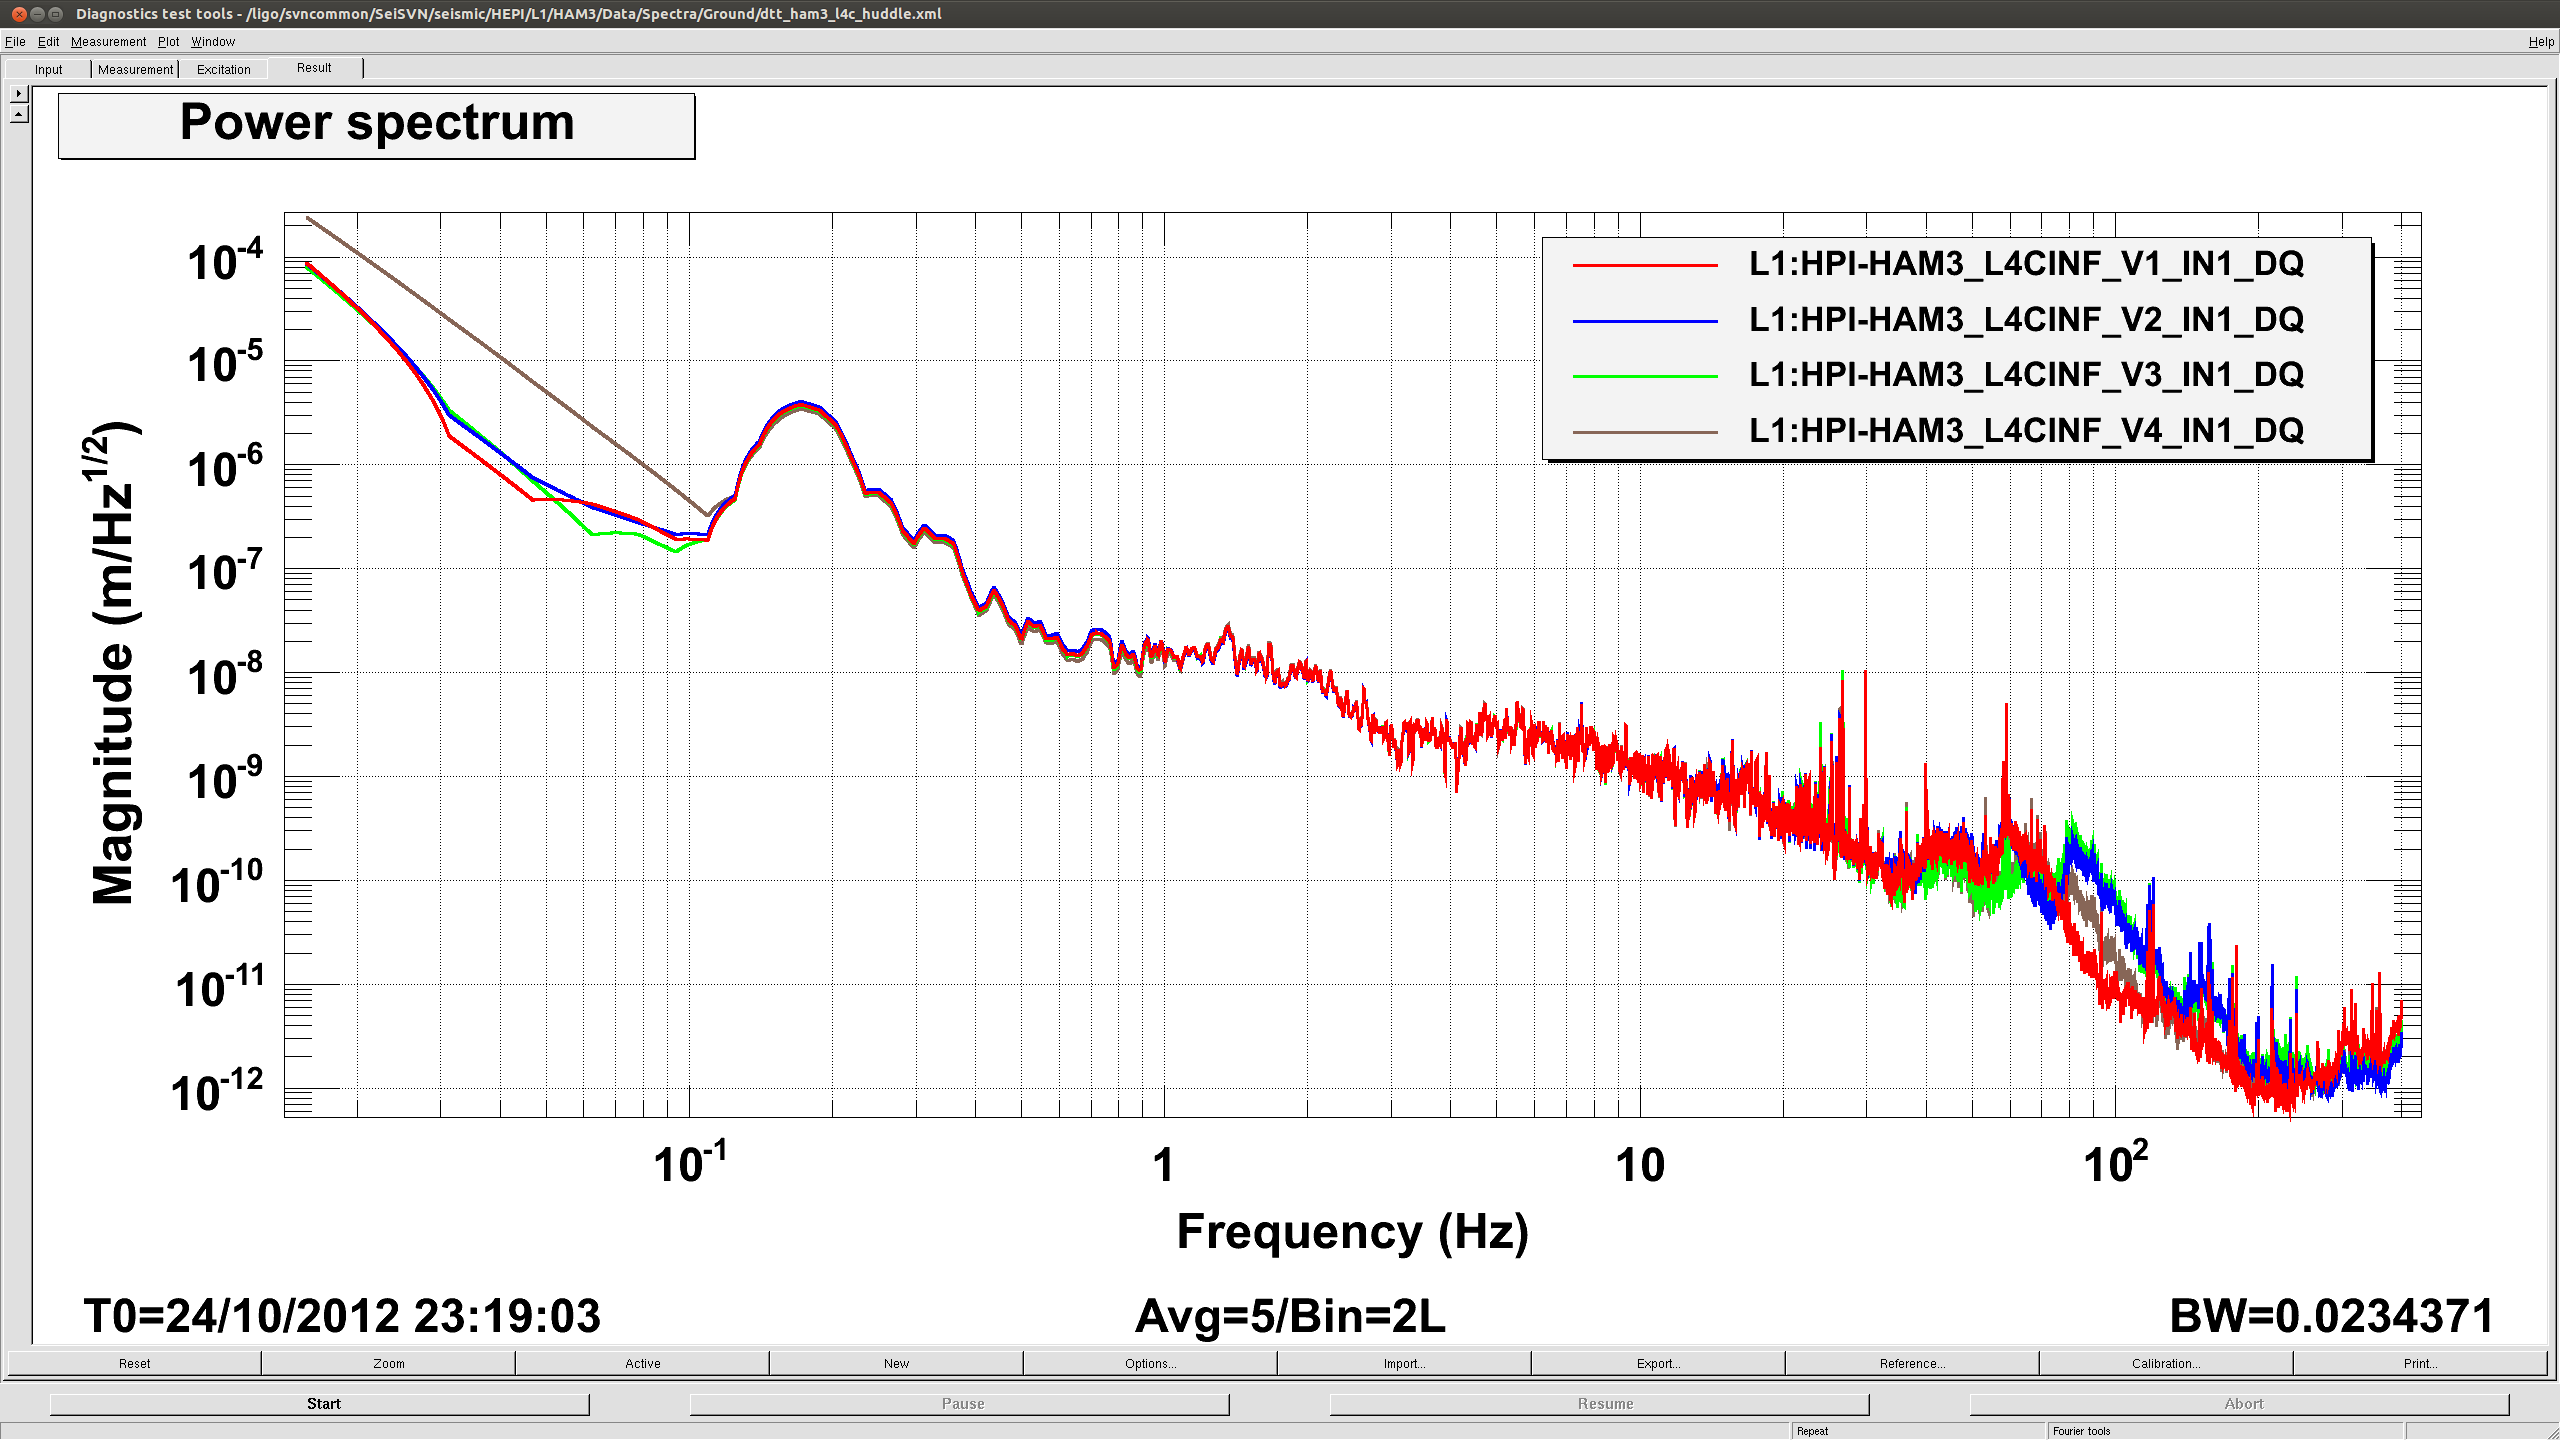 Diagnostics test tools - /ligo/svncommon/SeiSVN/seismic/HEPI/L1/HAM3/Data/Spectra/Ground/dtt_ham3_l4c_huddle.xml
File Edit Measurement Plot Window Help
Input Measurement Excitation Result
Power spectrum
L1:HPI-HAM3_L4CINF_V1_IN1_DQ
L1:HPI-HAM3_L4CINF_V2_IN1_DQ
L1:HPI-HAM3_L4CINF_V3_IN1_DQ
L1:HPI-HAM3_L4CINF_V4_IN1_DQ
Magnitude (m/Hz^1/2)
10^-4
10^-5
10^-6
10^-7
10^-8
10^-9
10^-10
10^-11
10^-12
10^-1 1 10 10^2
Frequency (Hz)
T0=24/10/2012 23:19:03 Avg=5/Bin=2L BW=0.0234371
Reset Zoom Active New Options... Import... Export... Reference... Calibration... Print...
Start Pause Resume Abort
Repeat Fourier tools